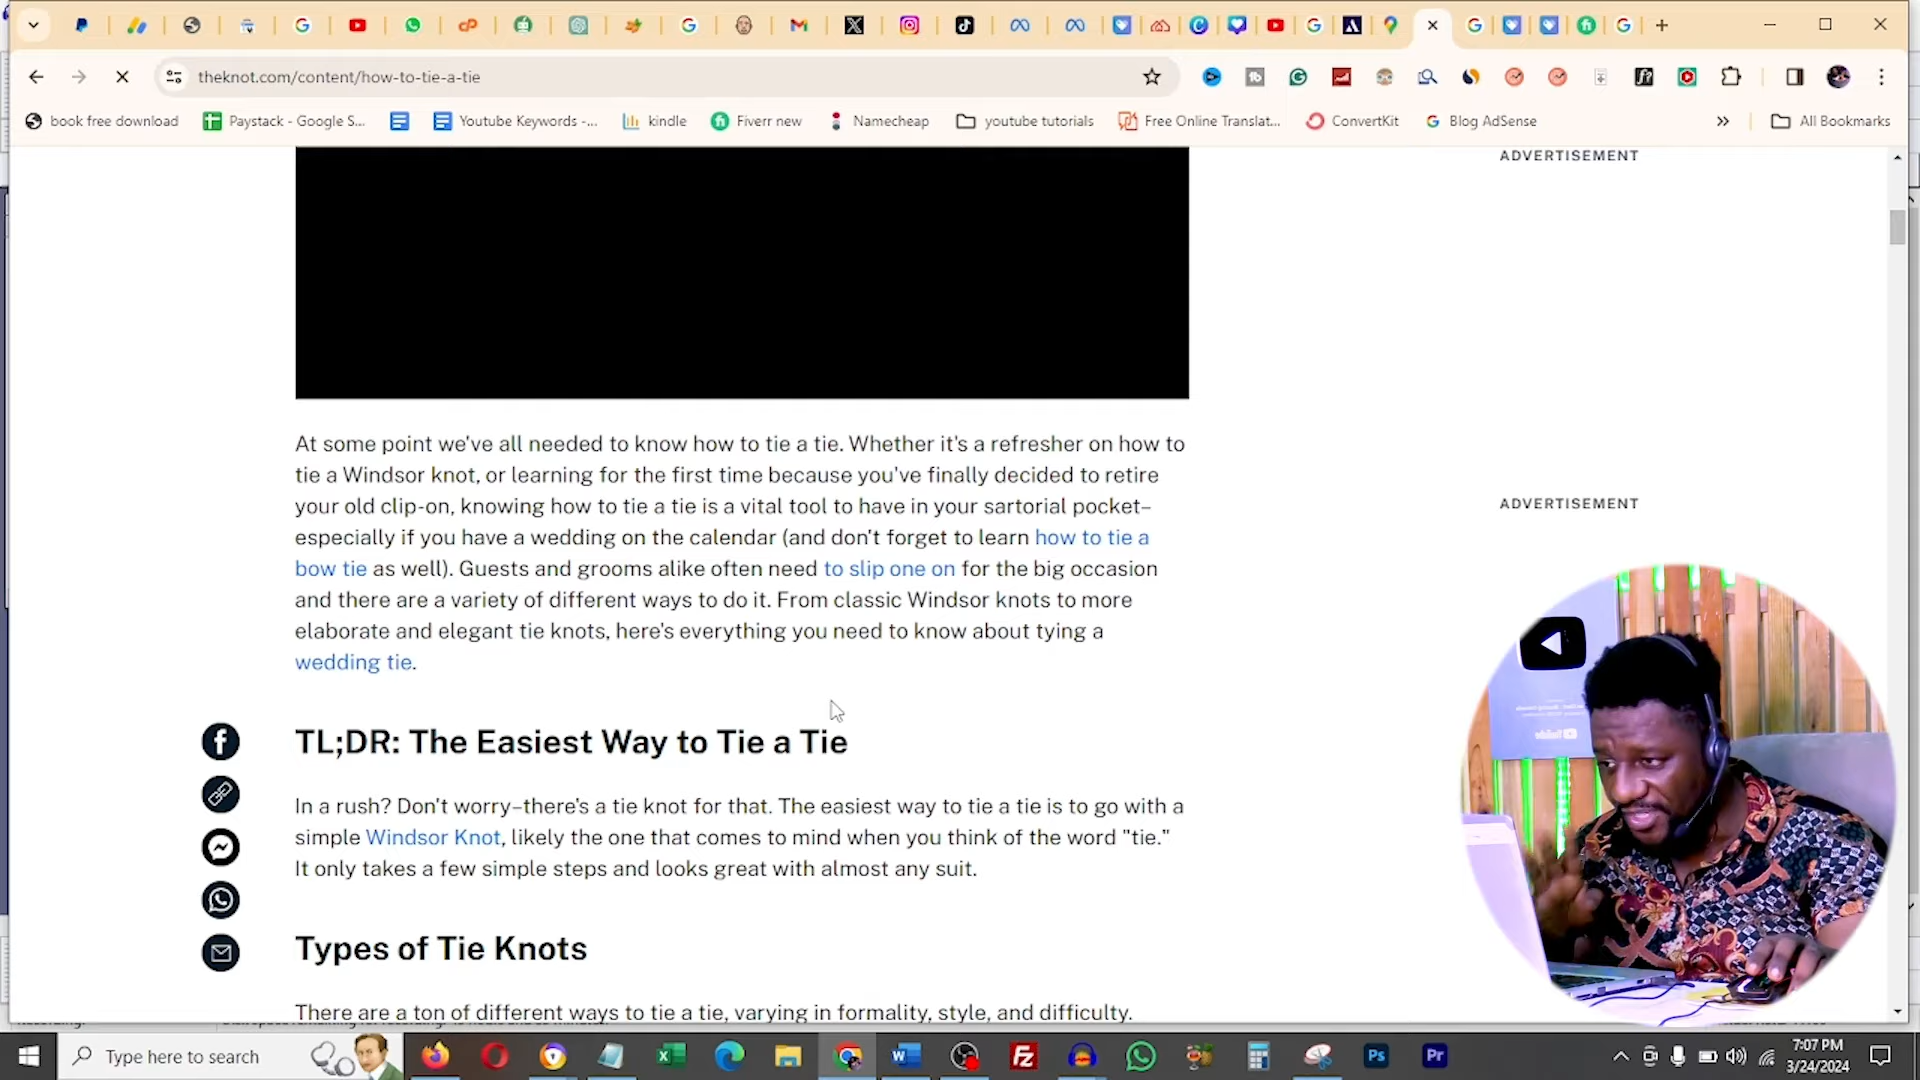 theknot.com/content/how-to-tie-a-tie
book free download
Paystack - Google S...
Youtube Keywords -...
kindle
Fiverr new
Namecheap
youtube tutorials
Free Online Translat...
ConvertKit
Blog AdSense
All Bookmarks
ADVERTISEMENT
At some point we've all needed to know how to tie a tie. Whether it's a refresher on how to
tie a Windsor knot, or learning for the first time because you've finally decided to retire
your old clip-on, knowing how to tie a tie is a vital tool to have in your sartorial pocket–
especially if you have a wedding on the calendar (and don't forget to learn how to tie a
bow tie as well). Guests and grooms alike often need to slip one on for the big occasion
and there are a variety of different ways to do it. From classic Windsor knots to more
elaborate and elegant tie knots, here's everything you need to know about tying a
wedding tie.
ADVERTISEMENT
TL;DR: The Easiest Way to Tie a Tie
In a rush? Don't worry–there's a tie knot for that. The easiest way to tie a tie is to go with a
simple Windsor Knot, likely the one that comes to mind when you think of the word "tie."
It only takes a few simple steps and looks great with almost any suit.
Types of Tie Knots
There are a ton of different ways to tie a tie, varying in formality, style, and difficulty.
Type here to search
7:07 PM
3/24/2024